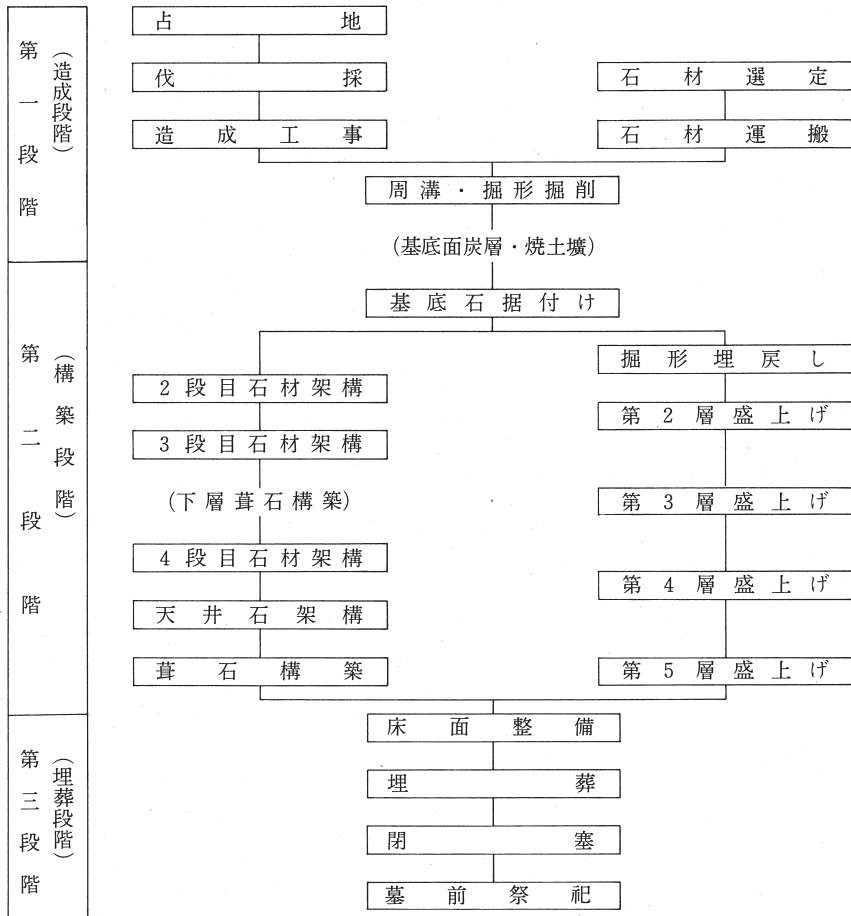 第一段階
(造成段階)
占地
伐採
造成工事
石材選定
石材運搬
周溝・掘形掘削
(基底面炭層・焼土壙)
第二段階
(構築段階)
基底石据付け
2段目石材架構
3段目石材架構
(下層葺石構築)
4段目石材架構
天井石架構
葺石構築
掘形埋戻し
第2層盛上げ
第3層盛上げ
第4層盛上げ
第5層盛上げ
第三段階
(埋葬段階)
床面整備
埋葬
閉塞
墓前祭祀